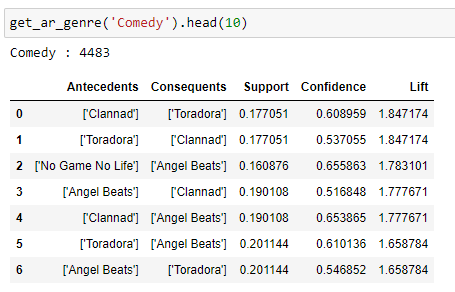 get_ar_genre('Comedy').head(10)
Comedy : 4483
Antecedents Consequents Support Confidence Lift
0 ['Clannad'] ['Toradora'] 0.177051 0.608959 1.847174
1 ['Toradora'] ['Clannad'] 0.177051 0.537055 1.847174
2 ['No Game No Life'] ['Angel Beats'] 0.160876 0.655863 1.783101
3 ['Angel Beats'] ['Clannad'] 0.190108 0.516848 1.777671
4 ['Clannad'] ['Angel Beats'] 0.190108 0.653865 1.777671
5 ['Toradora'] ['Angel Beats'] 0.201144 0.610136 1.658784
6 ['Angel Beats'] ['Toradora'] 0.201144 0.546852 1.658784